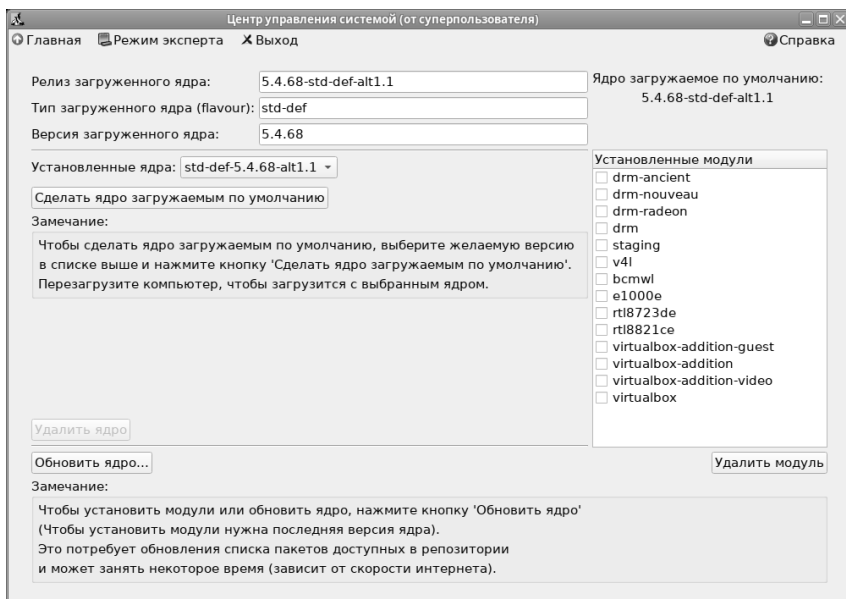 Центр управления системой (от суперпользователя)
Главная Режим эксперта Выход Справка
Релиз загруженного ядра: 5.4.68-std-def-alt1.1
Тип загруженного ядра (flavour): std-def
Версия загруженного ядра: 5.4.68
Ядро загружаемое по умолчанию:
5.4.68-std-def-alt1.1
Установленные ядра: std-def-5.4.68-alt1.1
Сделать ядро загружаемым по умолчанию
Замечание:
Чтобы сделать ядро загружаемым по умолчанию, выберите желаемую версию
в списке выше и нажмите кнопку 'Сделать ядро загружаемым по умолчанию'.
Перезагрузите компьютер, чтобы загрузится с выбранным ядром.
Удалить ядро
Установленные модули
drm-ancient
drm-nouveau
drm-radeon
drm
staging
v4l
bcmwl
e1000e
rtl8723de
rtl8821ce
virtualbox-addition-guest
virtualbox-addition
virtualbox-addition-video
virtualbox
Обновить ядро... Удалить модуль
Замечание:
Чтобы установить модули или обновить ядро, нажмите кнопку 'Обновить ядро'
(Чтобы установить модули нужна последняя версия ядра).
Это потребует обновления списка пакетов доступных в репозитории
и может занять некоторое время (зависит от скорости интернета).